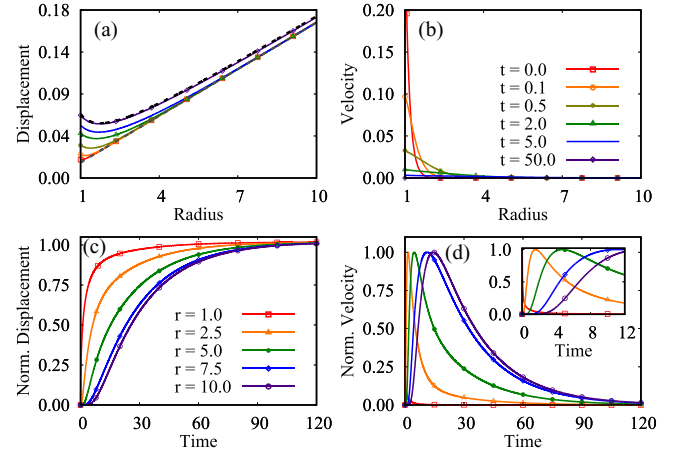 (a)
Displacement
0.18
0.12
0.09
0.04
0.00
1
4
7
10
Radius
(b)
Velocity
0.20
0.15
0.10
0.05
0.00
t = 0.0
t = 0.1
t = 0.5
t = 2.0
t = 5.0
t = 50.0
1
4
7
10
Radius
(c)
Norm. Displacement
1.00
0.75
0.50
0.25
0.00
r = 1.0
r = 2.5
r = 5.0
r = 7.5
r = 10.0
0
30
60
90
120
Time
(d)
Norm. Velocity
1.00
0.75
0.50
0.25
0.00
1.0
0.5
0.0
0
4
8
12
Time
0
30
60
90
120
Time